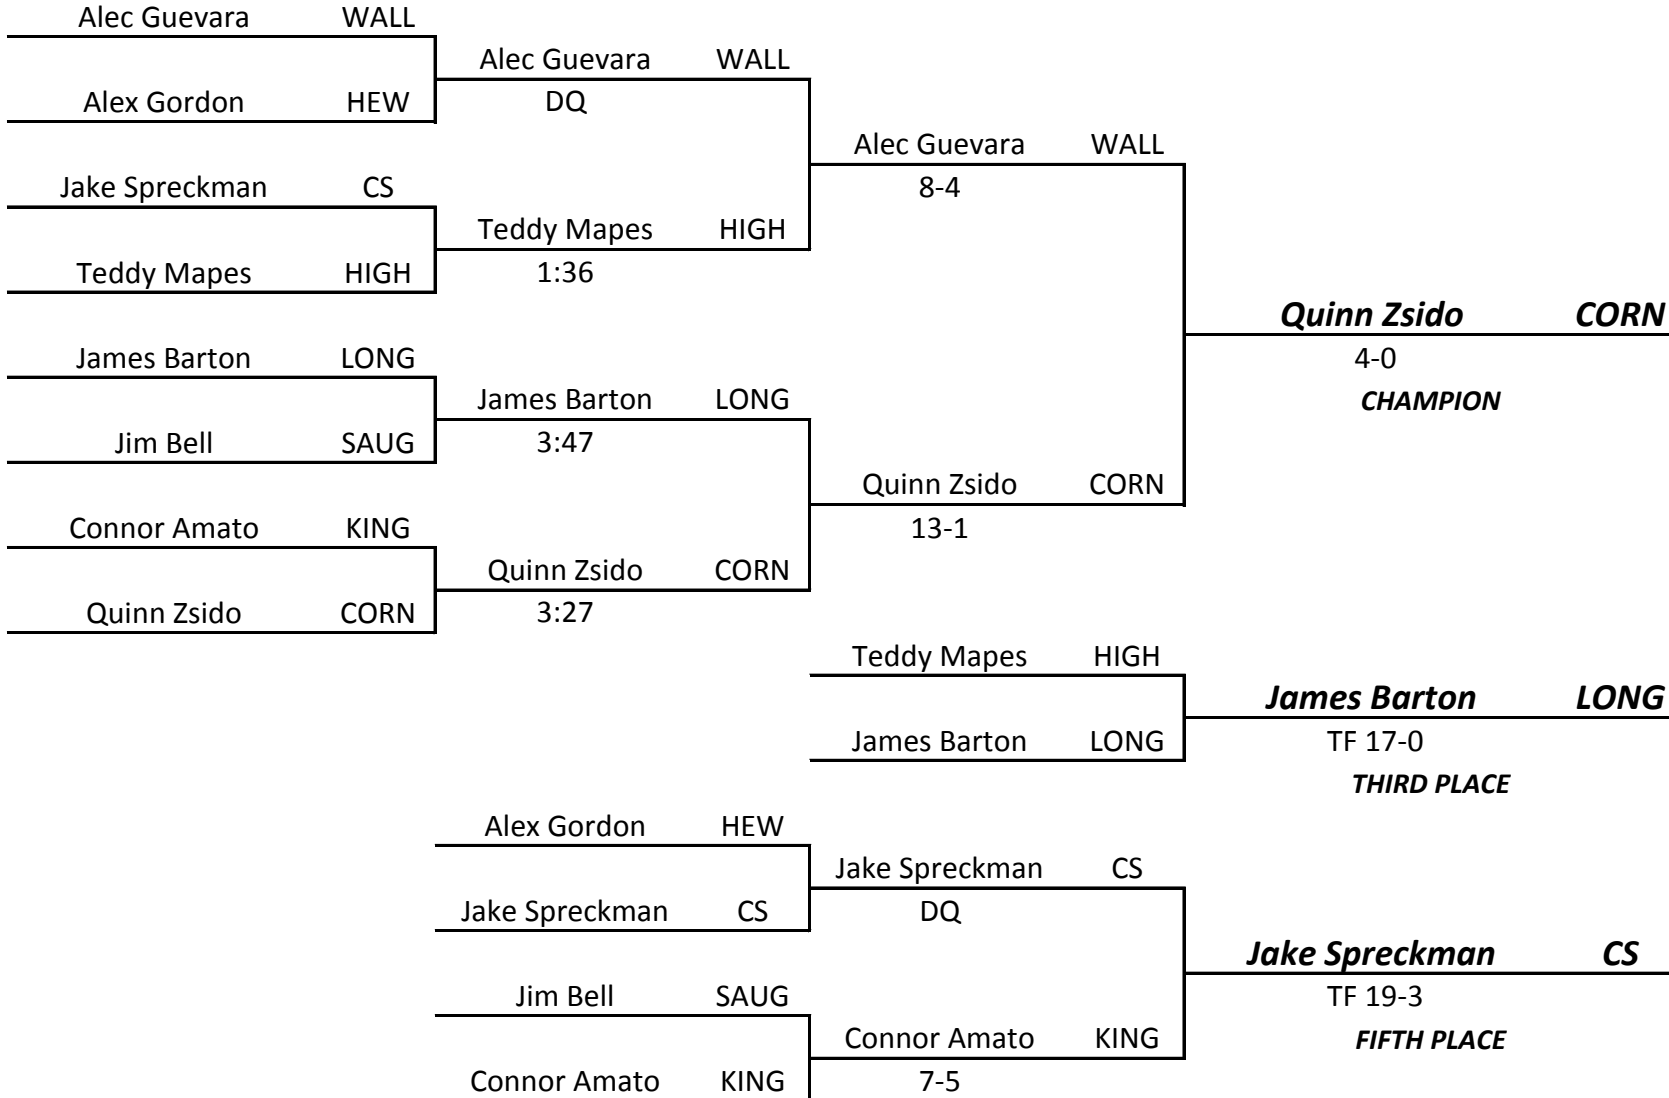 Alec Guevara WALL
Alec Guevara WALL
Alex Gordon HEW
DQ
Alec Guevara WALL
Jake Spreckman CS
8-4
Teddy Mapes HIGH
Teddy Mapes HIGH
1:36
Quinn Zsido CORN
James Barton LONG
4-0
James Barton LONG
CHAMPION
Jim Bell SAUG
3:47
Quinn Zsido CORN
Connor Amato KING
13-1
Quinn Zsido CORN
Quinn Zsido CORN
3:27
Teddy Mapes HIGH
James Barton LONG
James Barton LONG
TF 17-0
THIRD PLACE
Alex Gordon HEW
Jake Spreckman CS
Jake Spreckman CS
DQ
Jake Spreckman CS
Jim Bell SAUG
TF 19-3
Connor Amato KING
FIFTH PLACE
Connor Amato KING
7-5